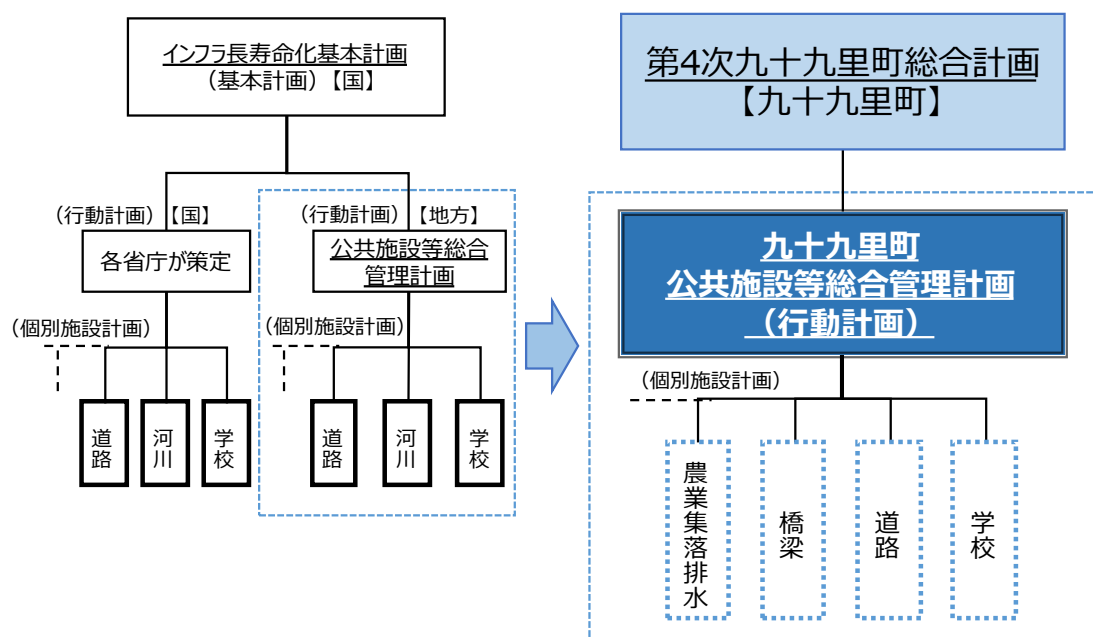 インフラ長寿命化基本計画
（基本計画）【国】
（行動計画）【国】
各省庁が策定
（個別施設計画）
道路
河川
学校
（行動計画）【地方】
公共施設等総合
管理計画
（個別施設計画）
道路
河川
学校
第4次九十九里町総合計画
【九十九里町】
九十九里町
公共施設等総合管理計画
（行動計画）
（個別施設計画）
農業集落排水
橋梁
道路
学校